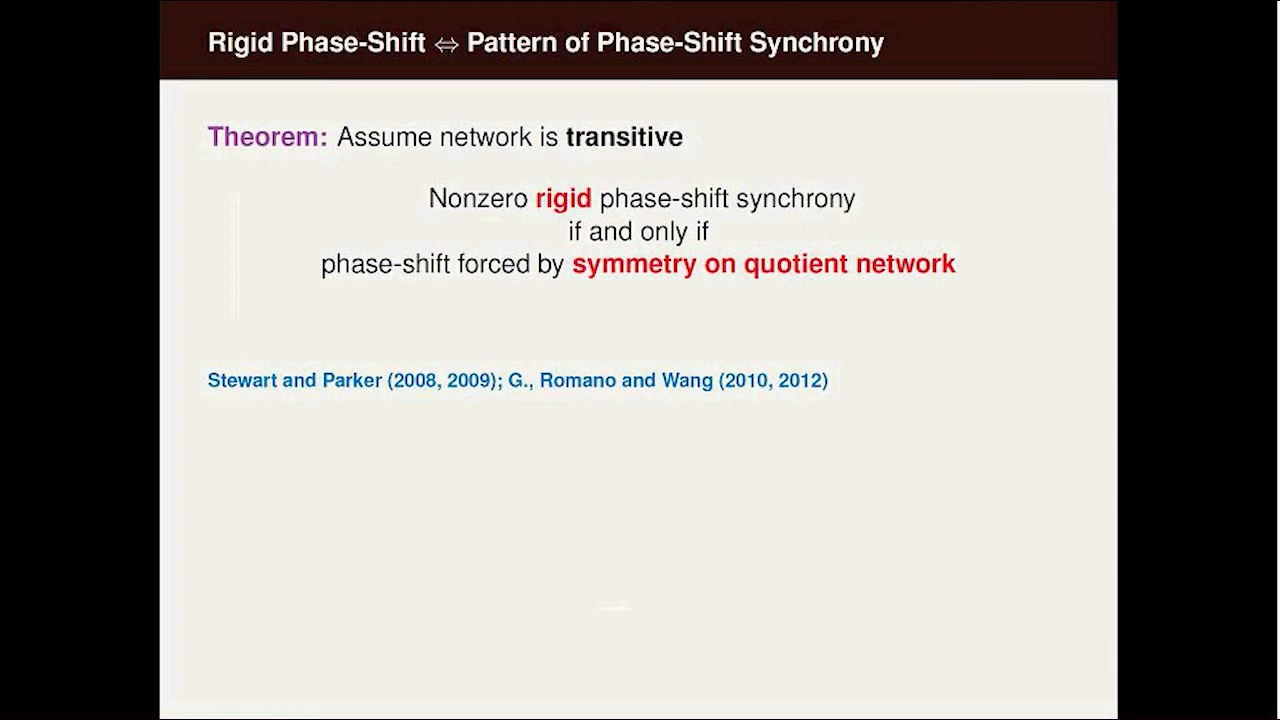 Rigid Phase-Shift ⇔ Pattern of Phase-Shift Synchrony
Theorem: Assume network is transitive
Nonzero rigid phase-shift synchrony
if and only if
phase-shift forced by symmetry on quotient network
Stewart and Parker (2008, 2009); G., Romano and Wang (2010, 2012)